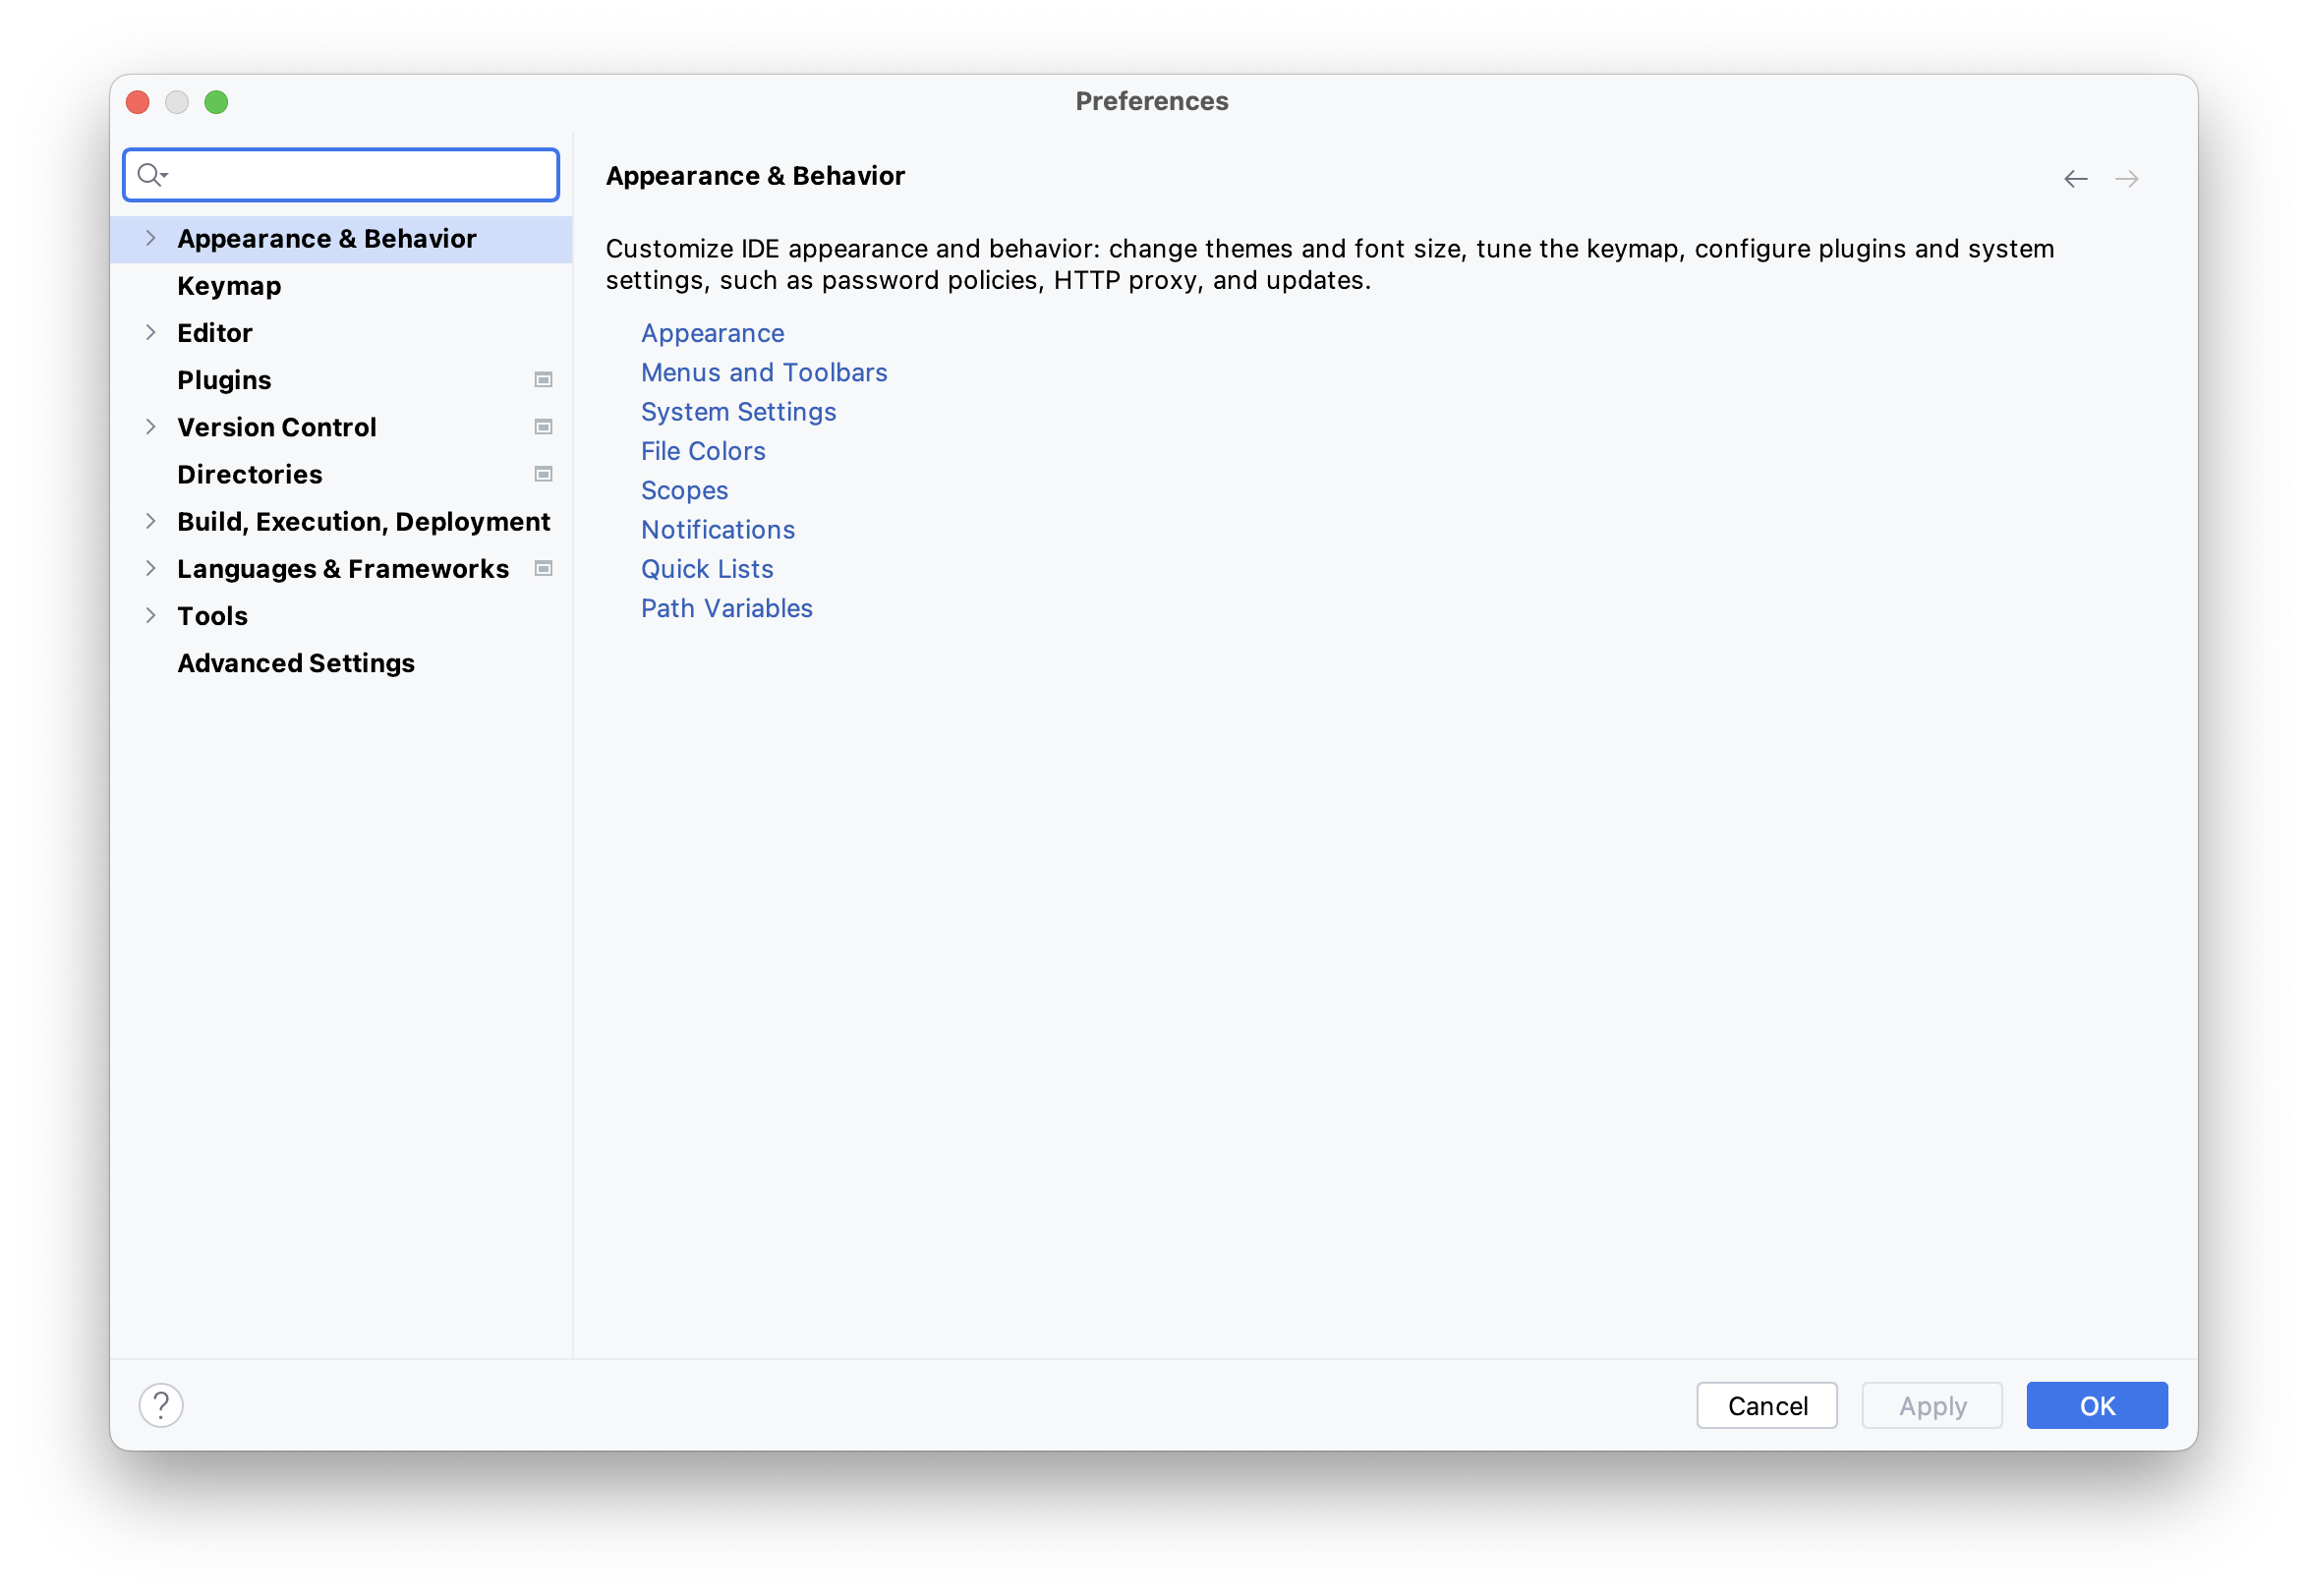 Preferences
Appearance & Behavior
Keymap
Editor
Plugins
Version Control
Directories
Build, Execution, Deployment
Languages & Frameworks
Tools
Advanced Settings
Appearance & Behavior
Customize IDE appearance and behavior: change themes and font size, tune the keymap, configure plugins and system
settings, such as password policies, HTTP proxy, and updates.
Appearance
Menus and Toolbars
System Settings
File Colors
Scopes
Notifications
Quick Lists
Path Variables
?
Cancel
Apply
OK